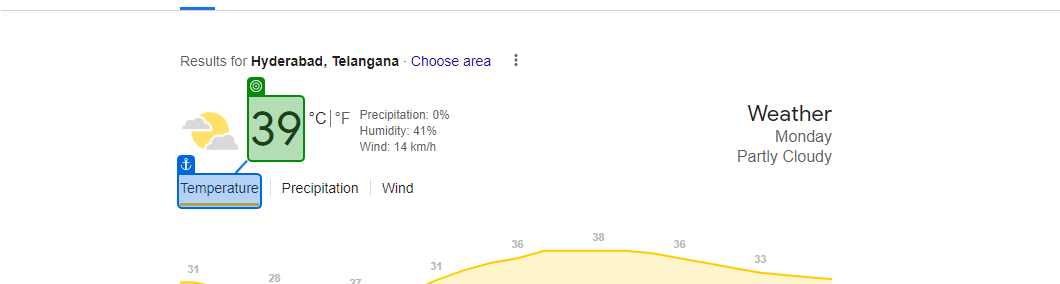 Results for Hyderabad, Telangana · Choose area
39 °C | °F
Precipitation: 0%
Humidity: 41%
Wind: 14 km/h
Weather
Monday
Partly Cloudy
Temperature
Precipitation
Wind
31
28
27
31
36
38
36
33